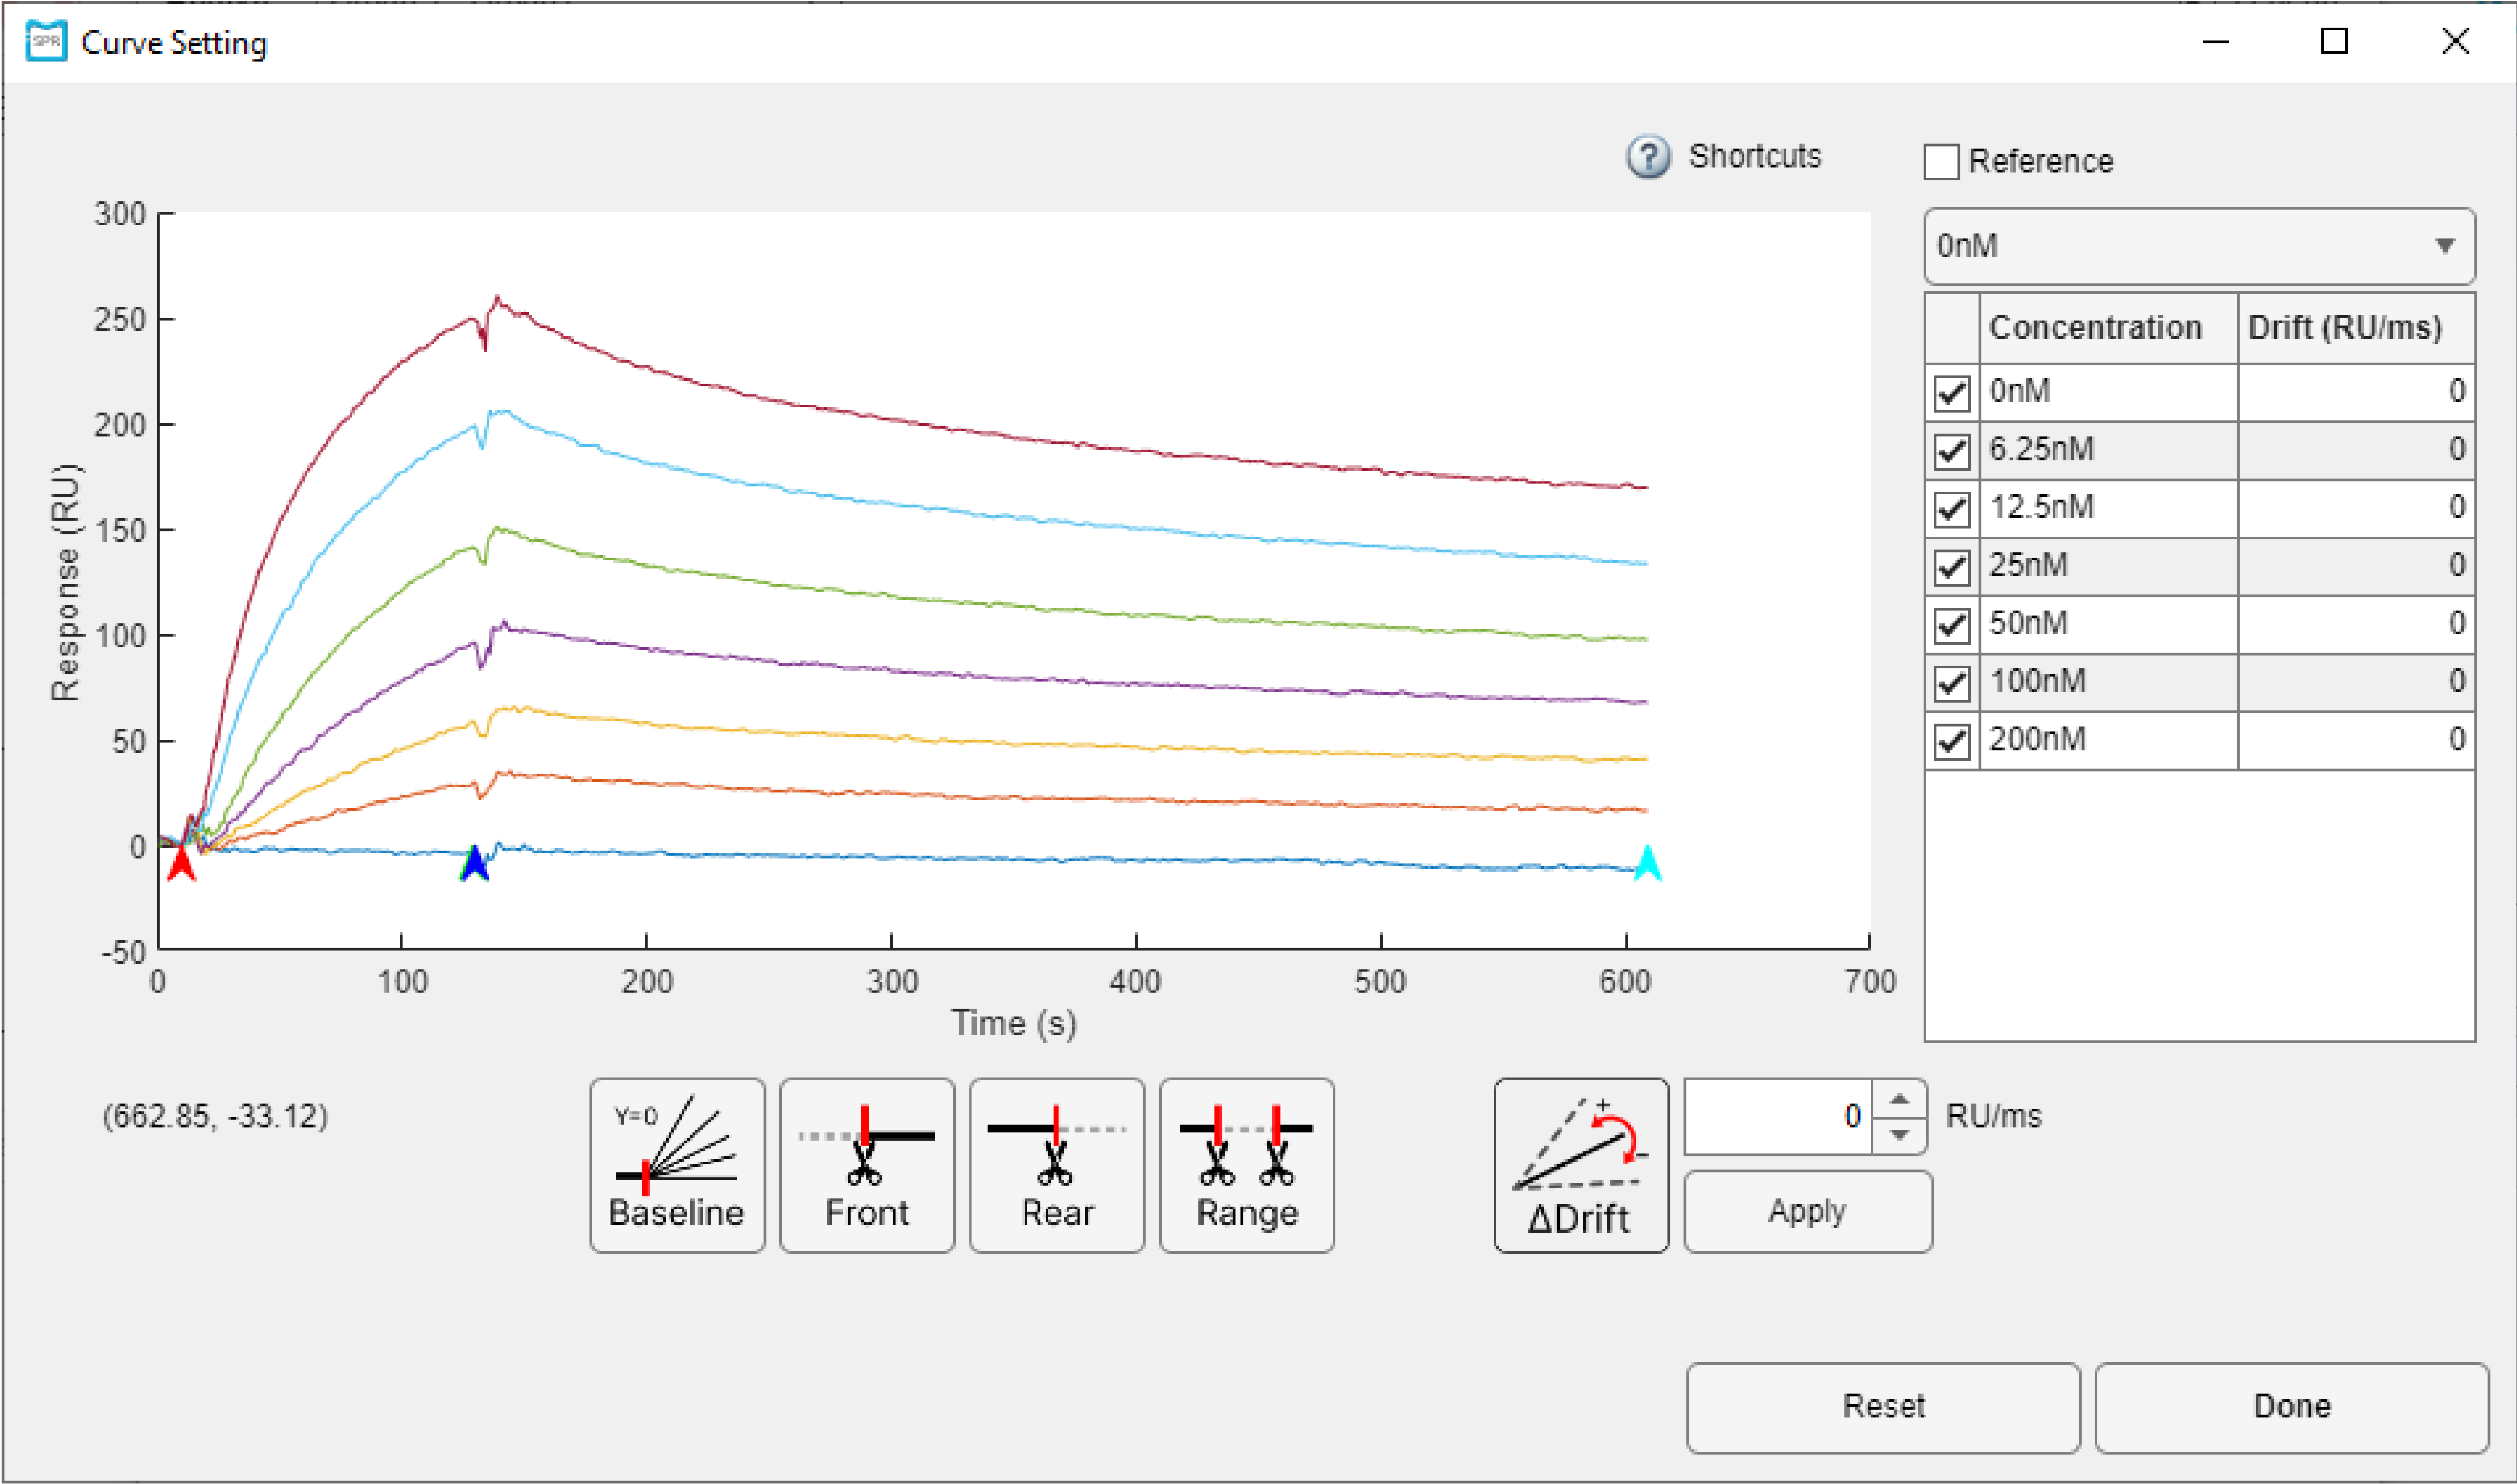 SPR Curve Setting
? Shortcuts
Reference
0nM
Concentration Drift (RU/ms)
0nM 0
6.25nM 0
12.5nM 0
25nM 0
50nM 0
100nM 0
200nM 0
300
250
200
150
100
50
0
-50
Response (RU)
0 100 200 300 400 500 600 700
Time (s)
(662.85, -33.12)
Y=0
Baseline
Front
Rear
Range
+
-
ΔDrift
0 RU/ms
Apply
Reset
Done